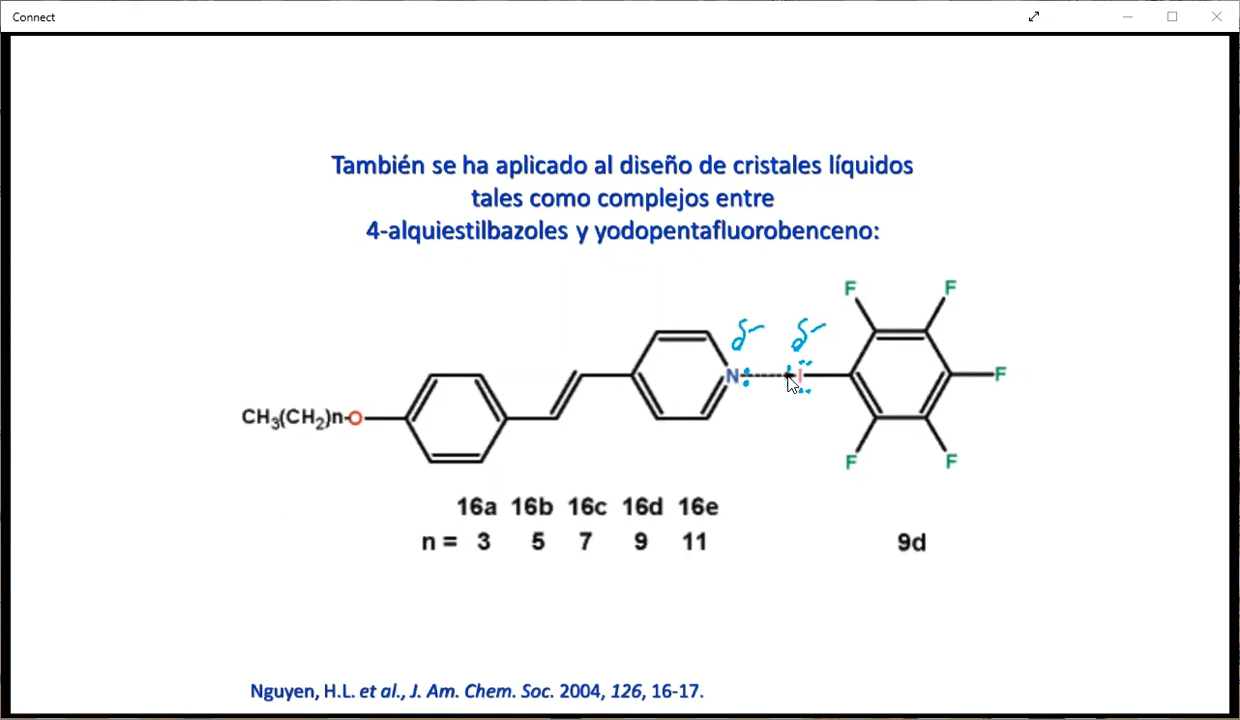 Connect
También se ha aplicado al diseño de cristales líquidos
tales como complejos entre
4-alquiestilbazoles y yodopentafluorobenceno:
F F
δ- δ-
CH3(CH2)n-O N I F
F F
16a 16b 16c 16d 16e
n = 3 5 7 9 11 9d
Nguyen, H.L. et al., J. Am. Chem. Soc. 2004, 126, 16-17.